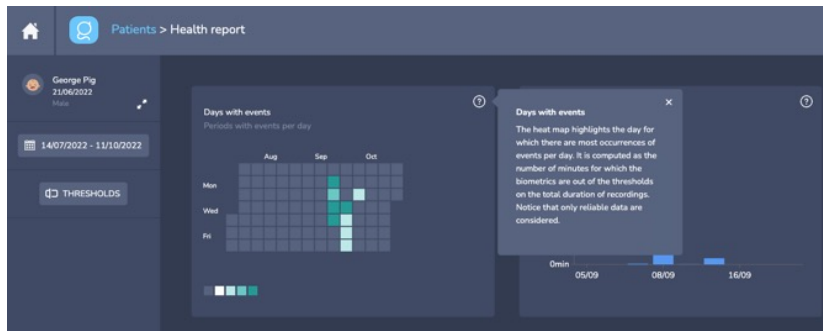 Patients > Health report
George Pig
21/06/2022
Male
14/07/2022 - 11/10/2022
THRESHOLDS
Days with events
Periods with events per day
Aug Sep Oct
Mon
Wed
Fri
Days with events
The heat map highlights the day for
which there are most occurrences of
events per day. It is computed as the
number of minutes for which the
biometrics are out of the thresholds
on the total duration of recordings.
Notice that only reliable data are
considered.
0min
05/09 08/09 16/09